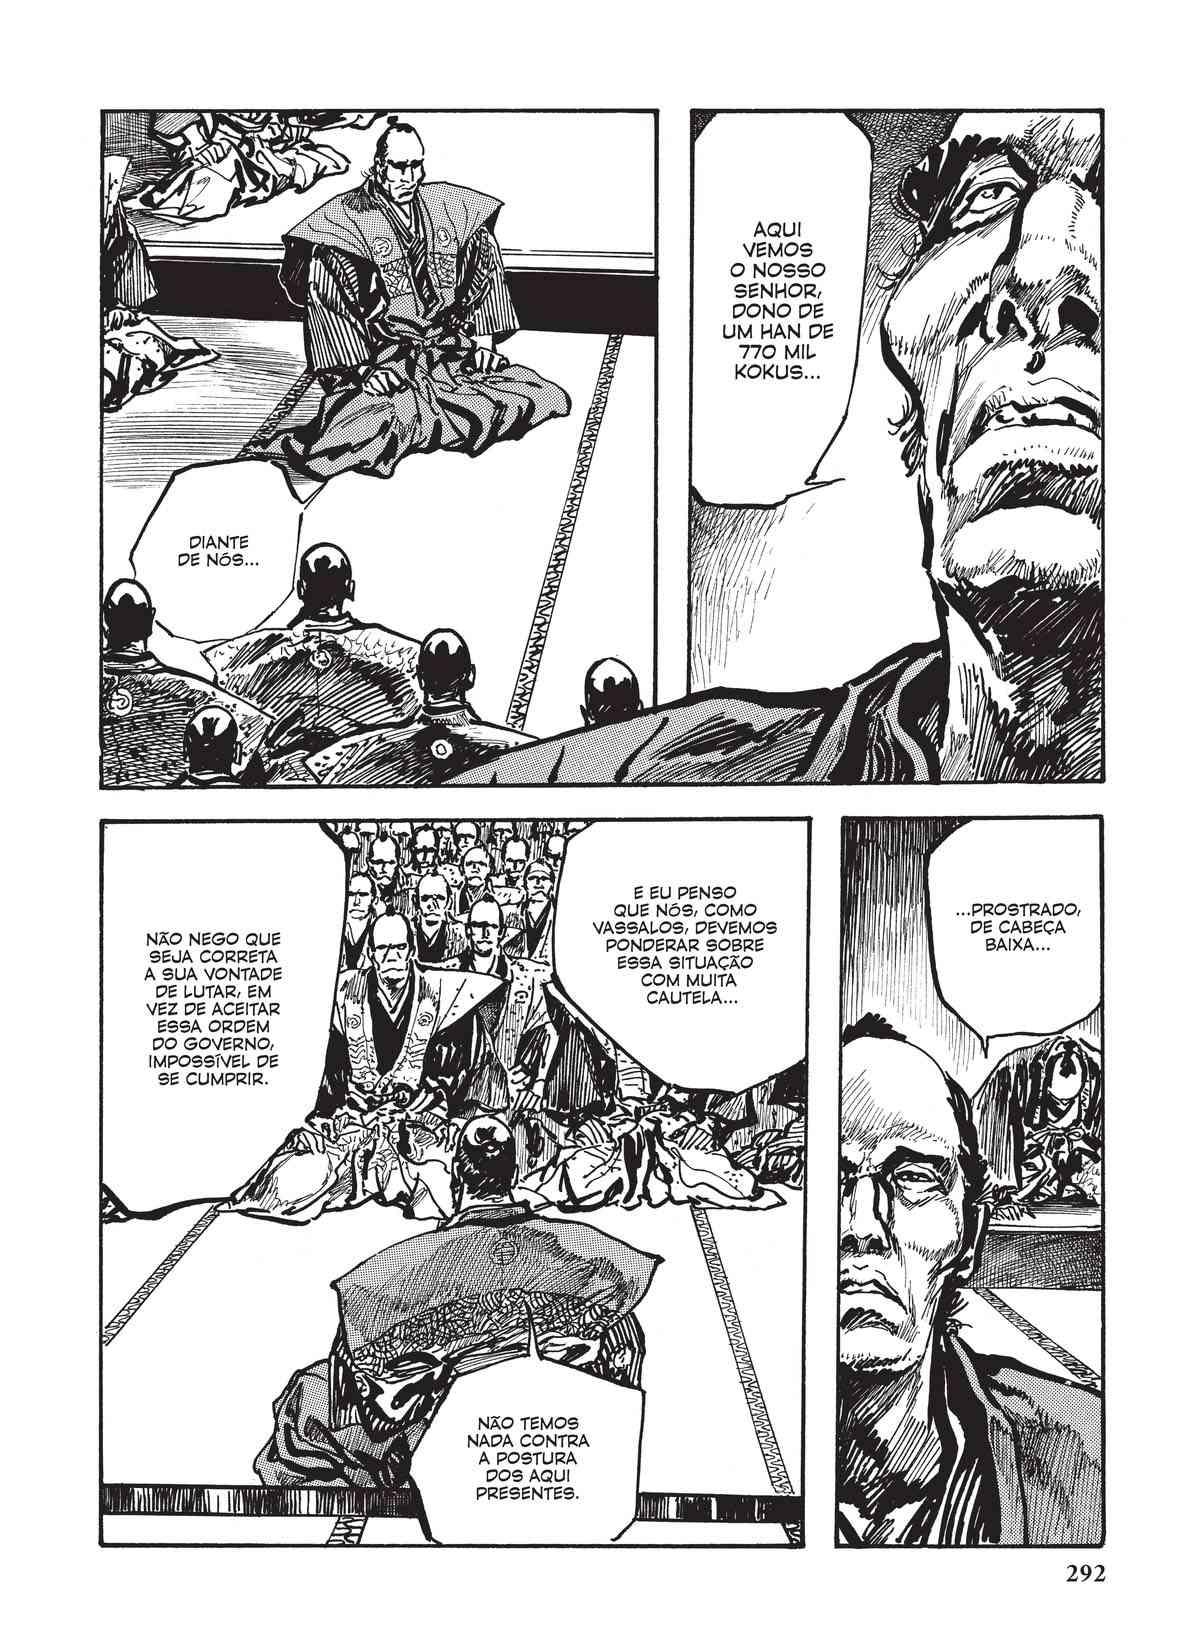 AQUI
VEMOS
O NOSSO
SENHOR,
DONO DE
UM HAN DE
770 MIL
KOKUS...
DIANTE
DE NÓS...
...PROSTRADO,
DE CABEÇA
BAIXA...
E EU PENSO
QUE NÓS, COMO
VASSALOS, DEVEMOS
PONDERAR SOBRE
ESSA SITUAÇÃO
COM MUITA
CAUTELA...
NÃO NEGO QUE
SEJA CORRETA
A SUA VONTADE
DE LUTAR, EM
VEZ DE ACEITAR
ESSA ORDEM
DO GOVERNO,
IMPOSSÍVEL DE
SE CUMPRIR.
NÃO TEMOS
NADA CONTRA
A POSTURA
DOS AQUI
PRESENTES.
292